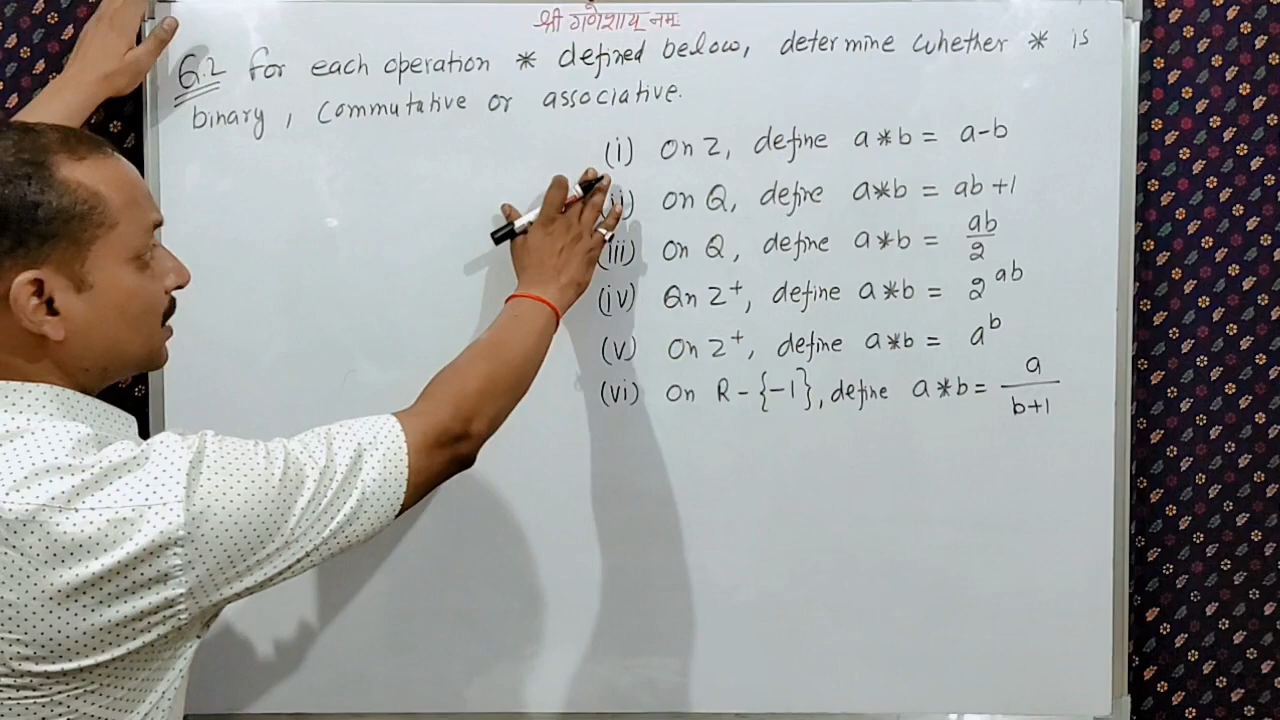 श्री गणेशाय नमः
Q.2 for each operation * defined below, determine whether * is
binary, Commutative or associative.
(i) On Z, define a*b = a-b
(ii) on Q, define a*b = ab+1
(iii) on Q, define a*b = ab/2
(iv) On Z⁺, define a*b = 2^ab
(v) On Z⁺, define a*b = a^b
(vi) On R-{-1}, define a*b = a/b+1